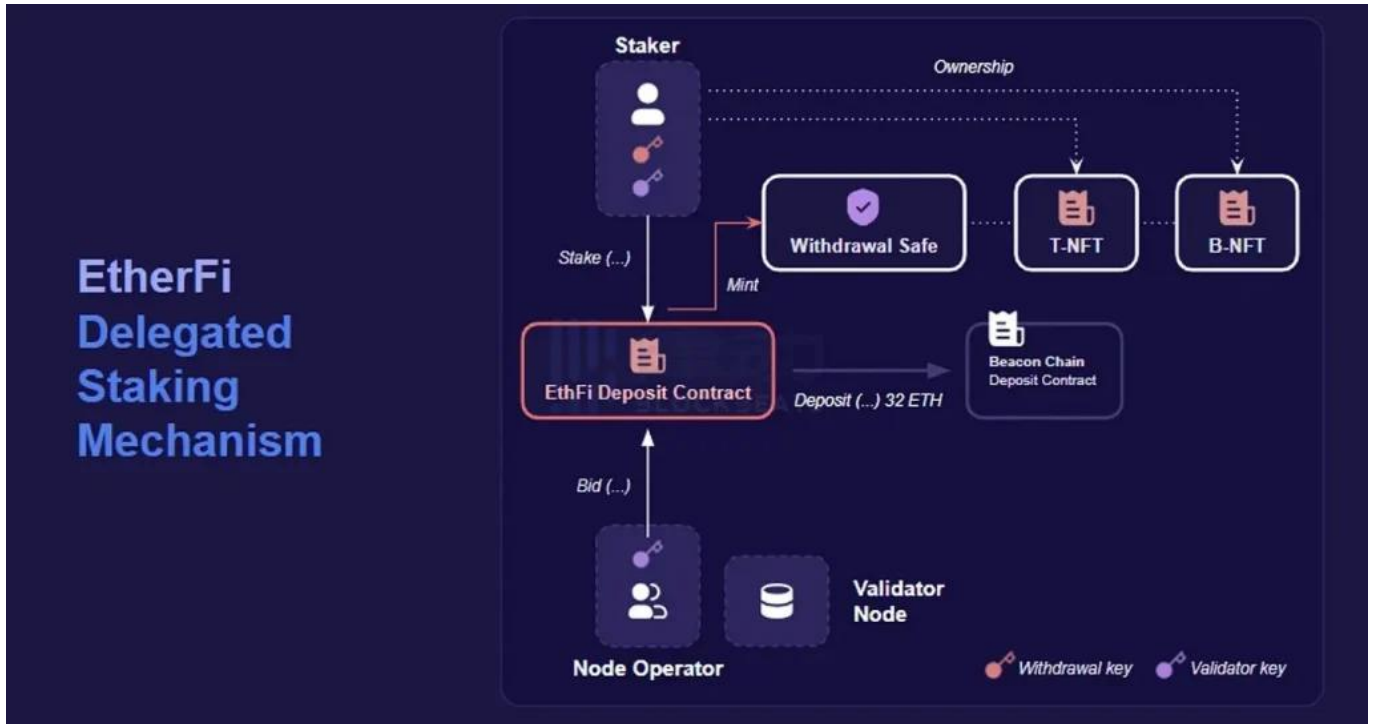 EtherFi
Delegated
Staking
Mechanism
Staker
Ownership
Withdrawal Safe
T-NFT
B-NFT
Stake (...)
Mint
EthFi Deposit Contract
Beacon Chain
Deposit Contract
Deposit (...) 32 ETH
Bid (...)
Validator
Node
Node Operator
Withdrawal key
Validator key